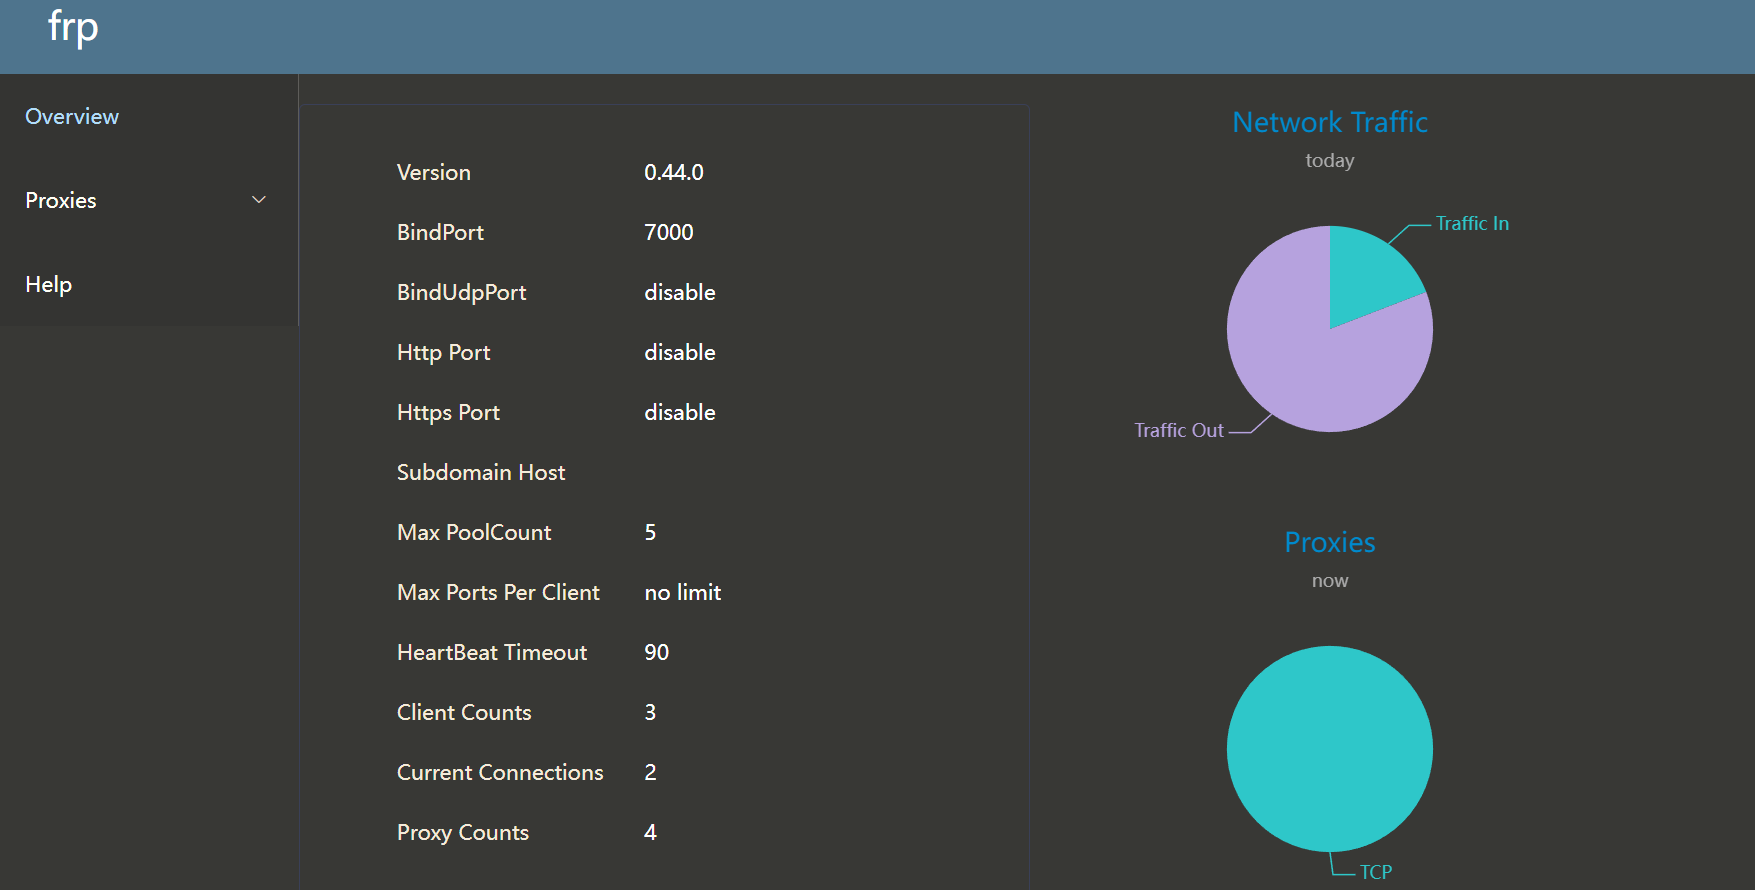 frp
Overview
Proxies
Help
Version 0.44.0
BindPort 7000
BindUdpPort disable
Http Port disable
Https Port disable
Subdomain Host
Max PoolCount 5
Max Ports Per Client no limit
HeartBeat Timeout 90
Client Counts 3
Current Connections 2
Proxy Counts 4
Network Traffic
today
Traffic In
Traffic Out
Proxies
now
TCP